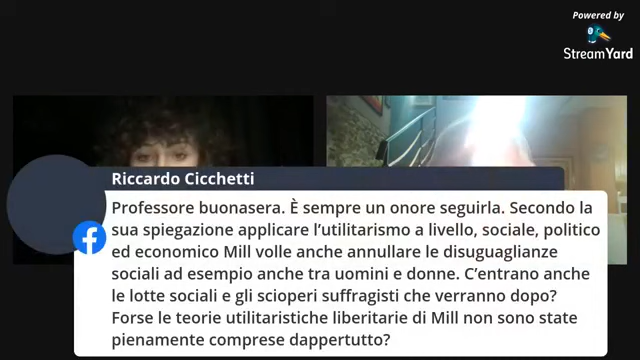 Powered by
StreamYard
Riccardo Cicchetti
Professore buonasera. È sempre un onore seguirla. Secondo la
sua spiegazione applicare l'utilitarismo a livello, sociale, politico
ed economico Mill volle anche annullare le disuguaglianze
sociali ad esempio anche tra uomini e donne. C'entrano anche
le lotte sociali e gli scioperi suffragisti che verranno dopo?
Forse le teorie utilitaristiche liberitarie di Mill non sono state
pienamente comprese dappertutto?